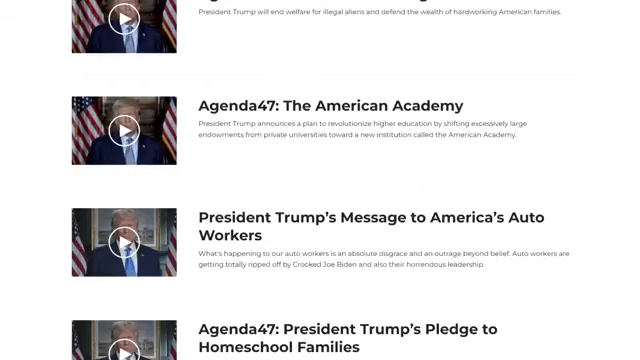 President Trump will end welfare for illegal aliens and defend the wealth of hardworking American families.
Agenda47: The American Academy
President Trump announces a plan to revolutionize higher education by shifting excessively large
endowments from private universities toward a new institution called the American Academy.
President Trump's Message to America's Auto
Workers
What's happening to our auto workers is an absolute disgrace and an outrage beyond belief. Auto workers are
getting totally ripped off by Crooked Joe Biden and also their horrendous leadership.
Agenda47: President Trump's Pledge to
Homeschool Families